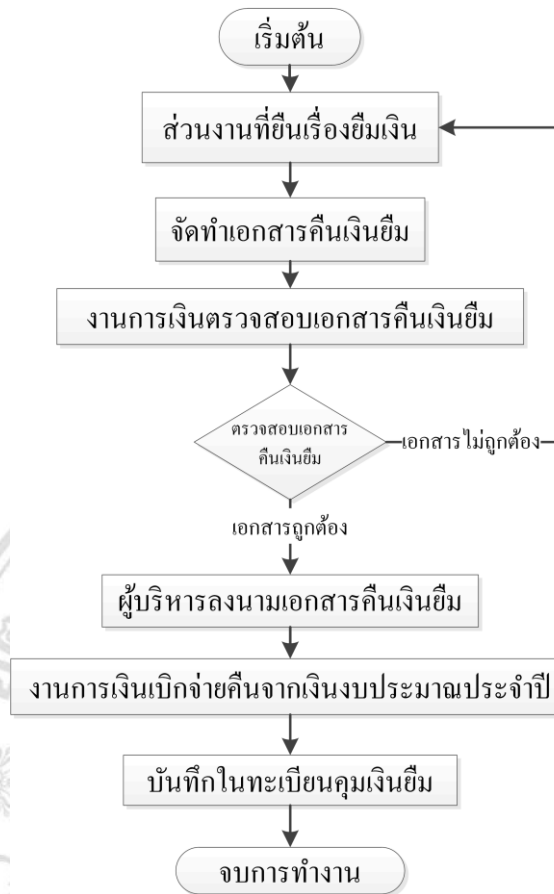 เริ่มต้น
ส่วนงานที่ยืนเรื่องยืมเงิน
จัดทำเอกสารคืนเงินยืม
งานการเงินตรวจสอบเอกสารคืนเงินยืม
ตรวจสอบเอกสาร
คืนเงินยืม
เอกสารไม่ถูกต้อง
เอกสารถูกต้อง
ผู้บริหารลงนามเอกสารคืนเงินยืม
งานการเงินเบิกจ่ายคืนจากเงินงบประมาณประจำปี
บันทึกในทะเบียนคุมเงินยืม
จบการทำงาน